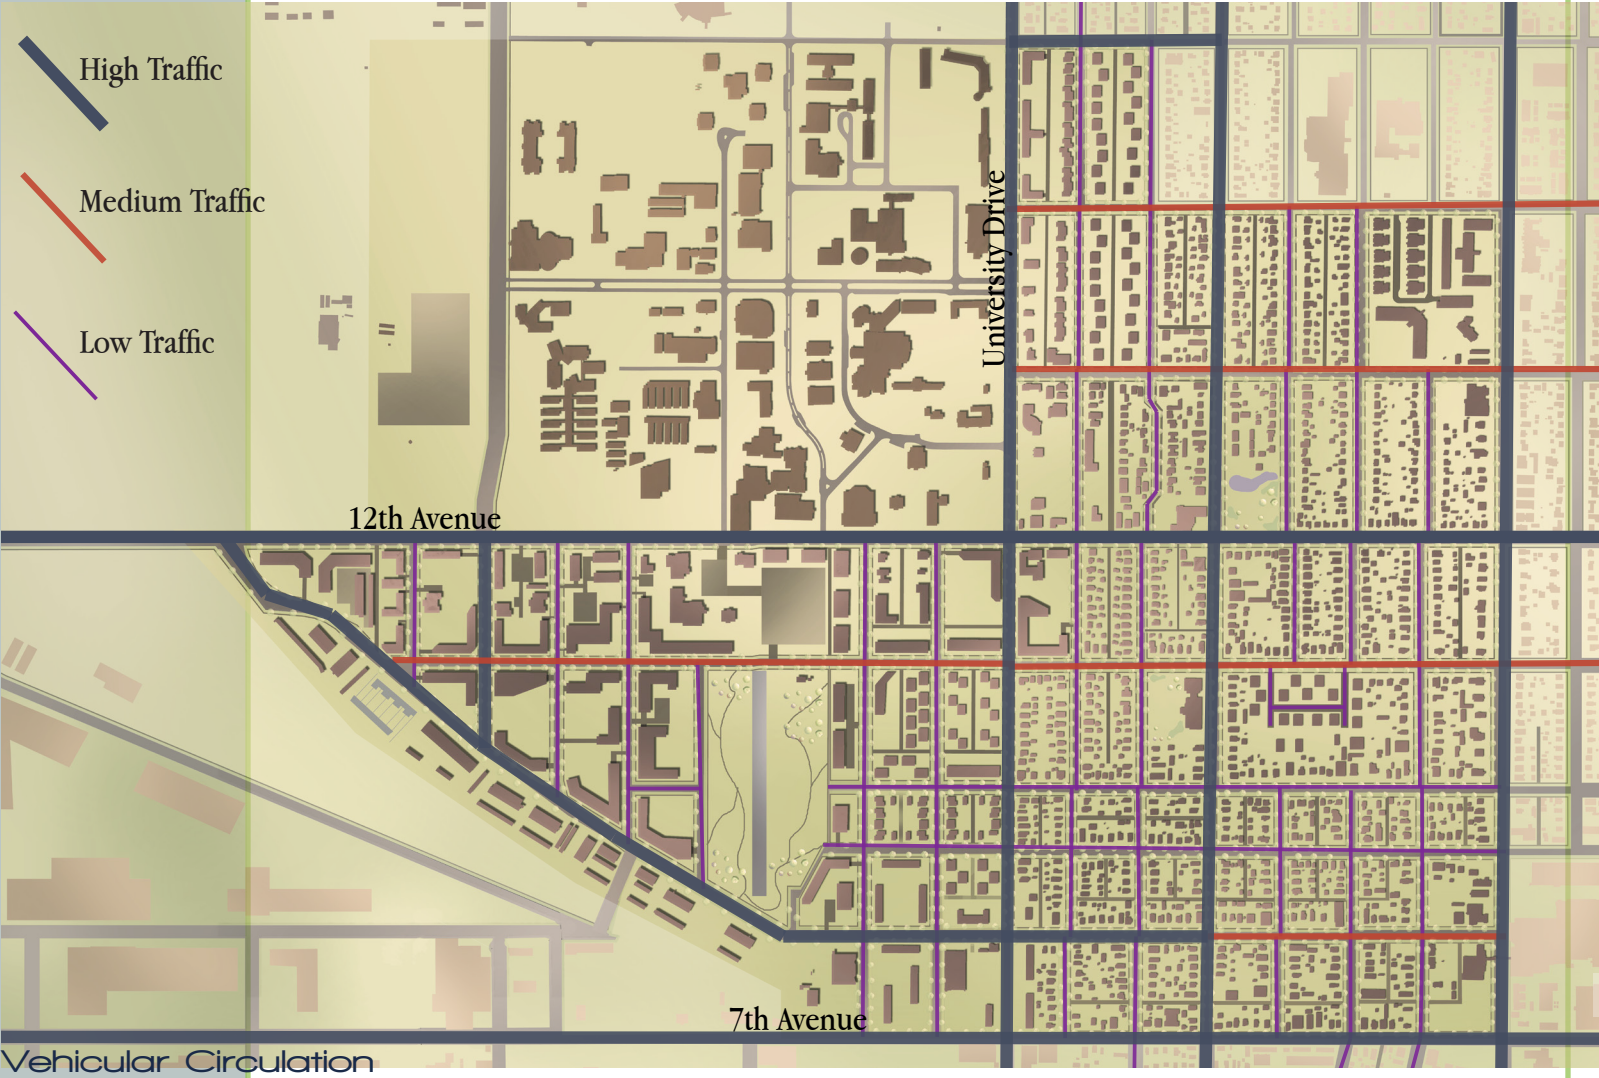 High Traffic
Medium Traffic
Low Traffic
University Drive
12th Avenue
7th Avenue
Vehicular Circulation